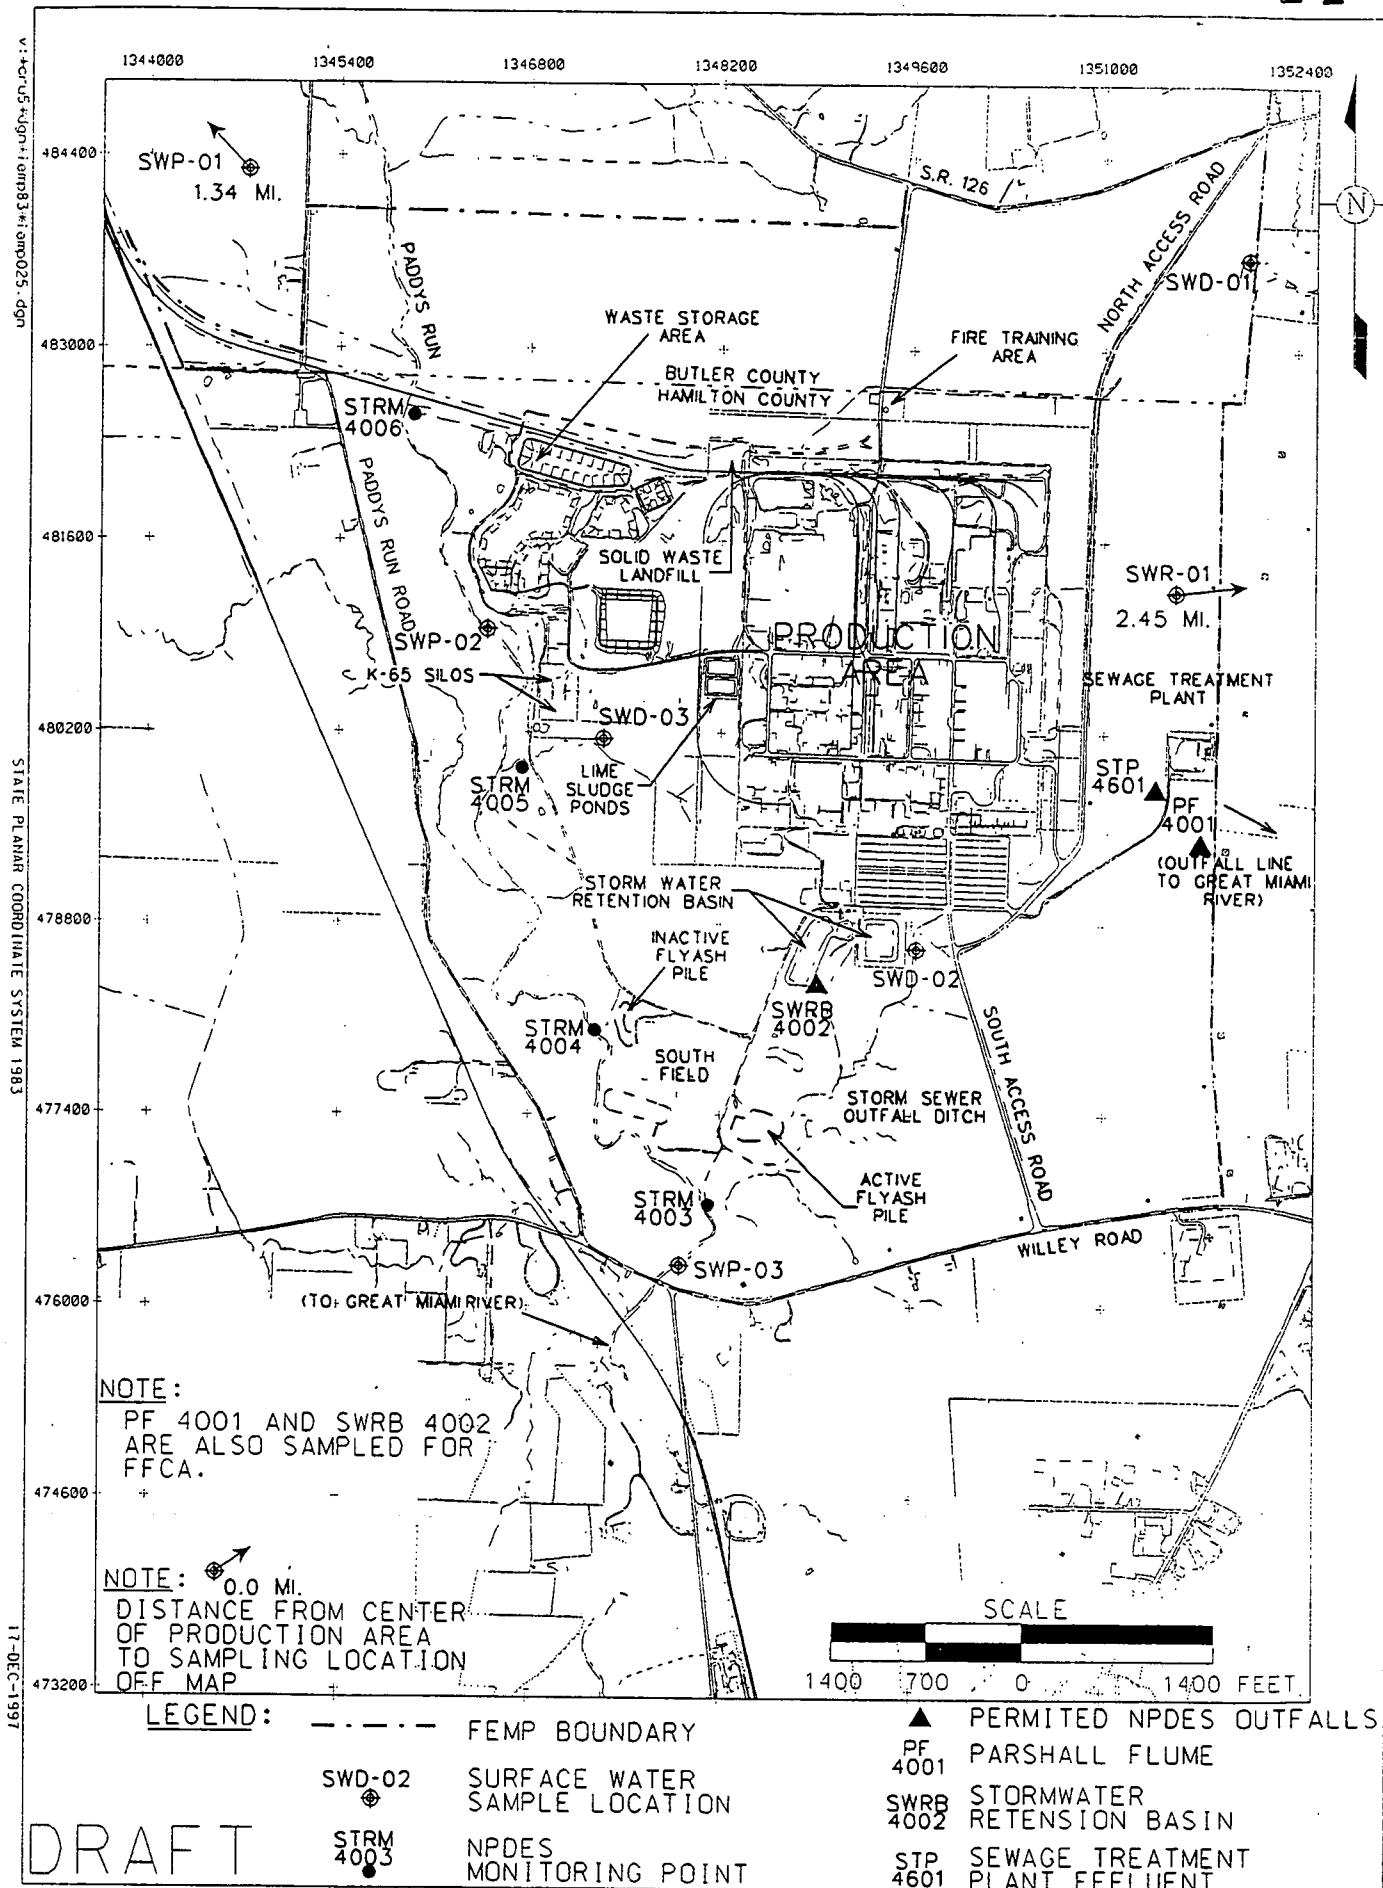 1344000 1345400 1346800 1348200 1349600 1351000 1352400
484400
SWP-01
1.34 MI.
S.R. 126
N
NORTH ACCESS ROAD
SWD-01
PADDYS RUN
483000
WASTE STORAGE
AREA
FIRE TRAINING
AREA
BUTLER COUNTY
HAMILTON COUNTY
STRM
4006
PADDYS RUN ROAD
481600
SOLID WASTE
LANDFILL
SWR-01
2.45 MI.
SWP-02
PRODUCTION
AREA
K-65 SILOS
SEWAGE TREATMENT
PLANT
480200
SWD-03
STRM
4005
LIME
SLUDGE
PONDS
STP
4601
PF
4001
(OUTFALL LINE
TO GREAT MIAMI
RIVER)
STORM WATER
RETENTION BASIN
478800
INACTIVE
FLYASH
PILE
SWD-02
SWRB
4002
STRM
4004
SOUTH
FIELD
SOUTH ACCESS ROAD
STORM SEWER
OUTFALL DITCH
477400
ACTIVE
FLYASH
PILE
STRM
4003
WILLEY ROAD
SWP-03
476000
(TO GREAT MIAMI RIVER)
NOTE:
PF 4001 AND SWRB 4002
ARE ALSO SAMPLED FOR
FFCA.
474600
NOTE:
0.0 MI.
DISTANCE FROM CENTER
OF PRODUCTION AREA
TO SAMPLING LOCATION
OFF MAP
473200
SCALE
1400 700 0 1400 FEET
STATE PLANAR COORDINATE SYSTEM 1983
17-DEC-1997
LEGEND:
FEMP BOUNDARY
SWD-02
SURFACE WATER
SAMPLE LOCATION
STRM
4003
NPDES
MONITORING POINT
PERMITED NPDES OUTFALLS
PF
4001
PARSHALL FLUME
SWRB
4002
STORMWATER
RETENSION BASIN
STP
4601
SEWAGE TREATMENT
PLANT EFFLUENT
DRAFT